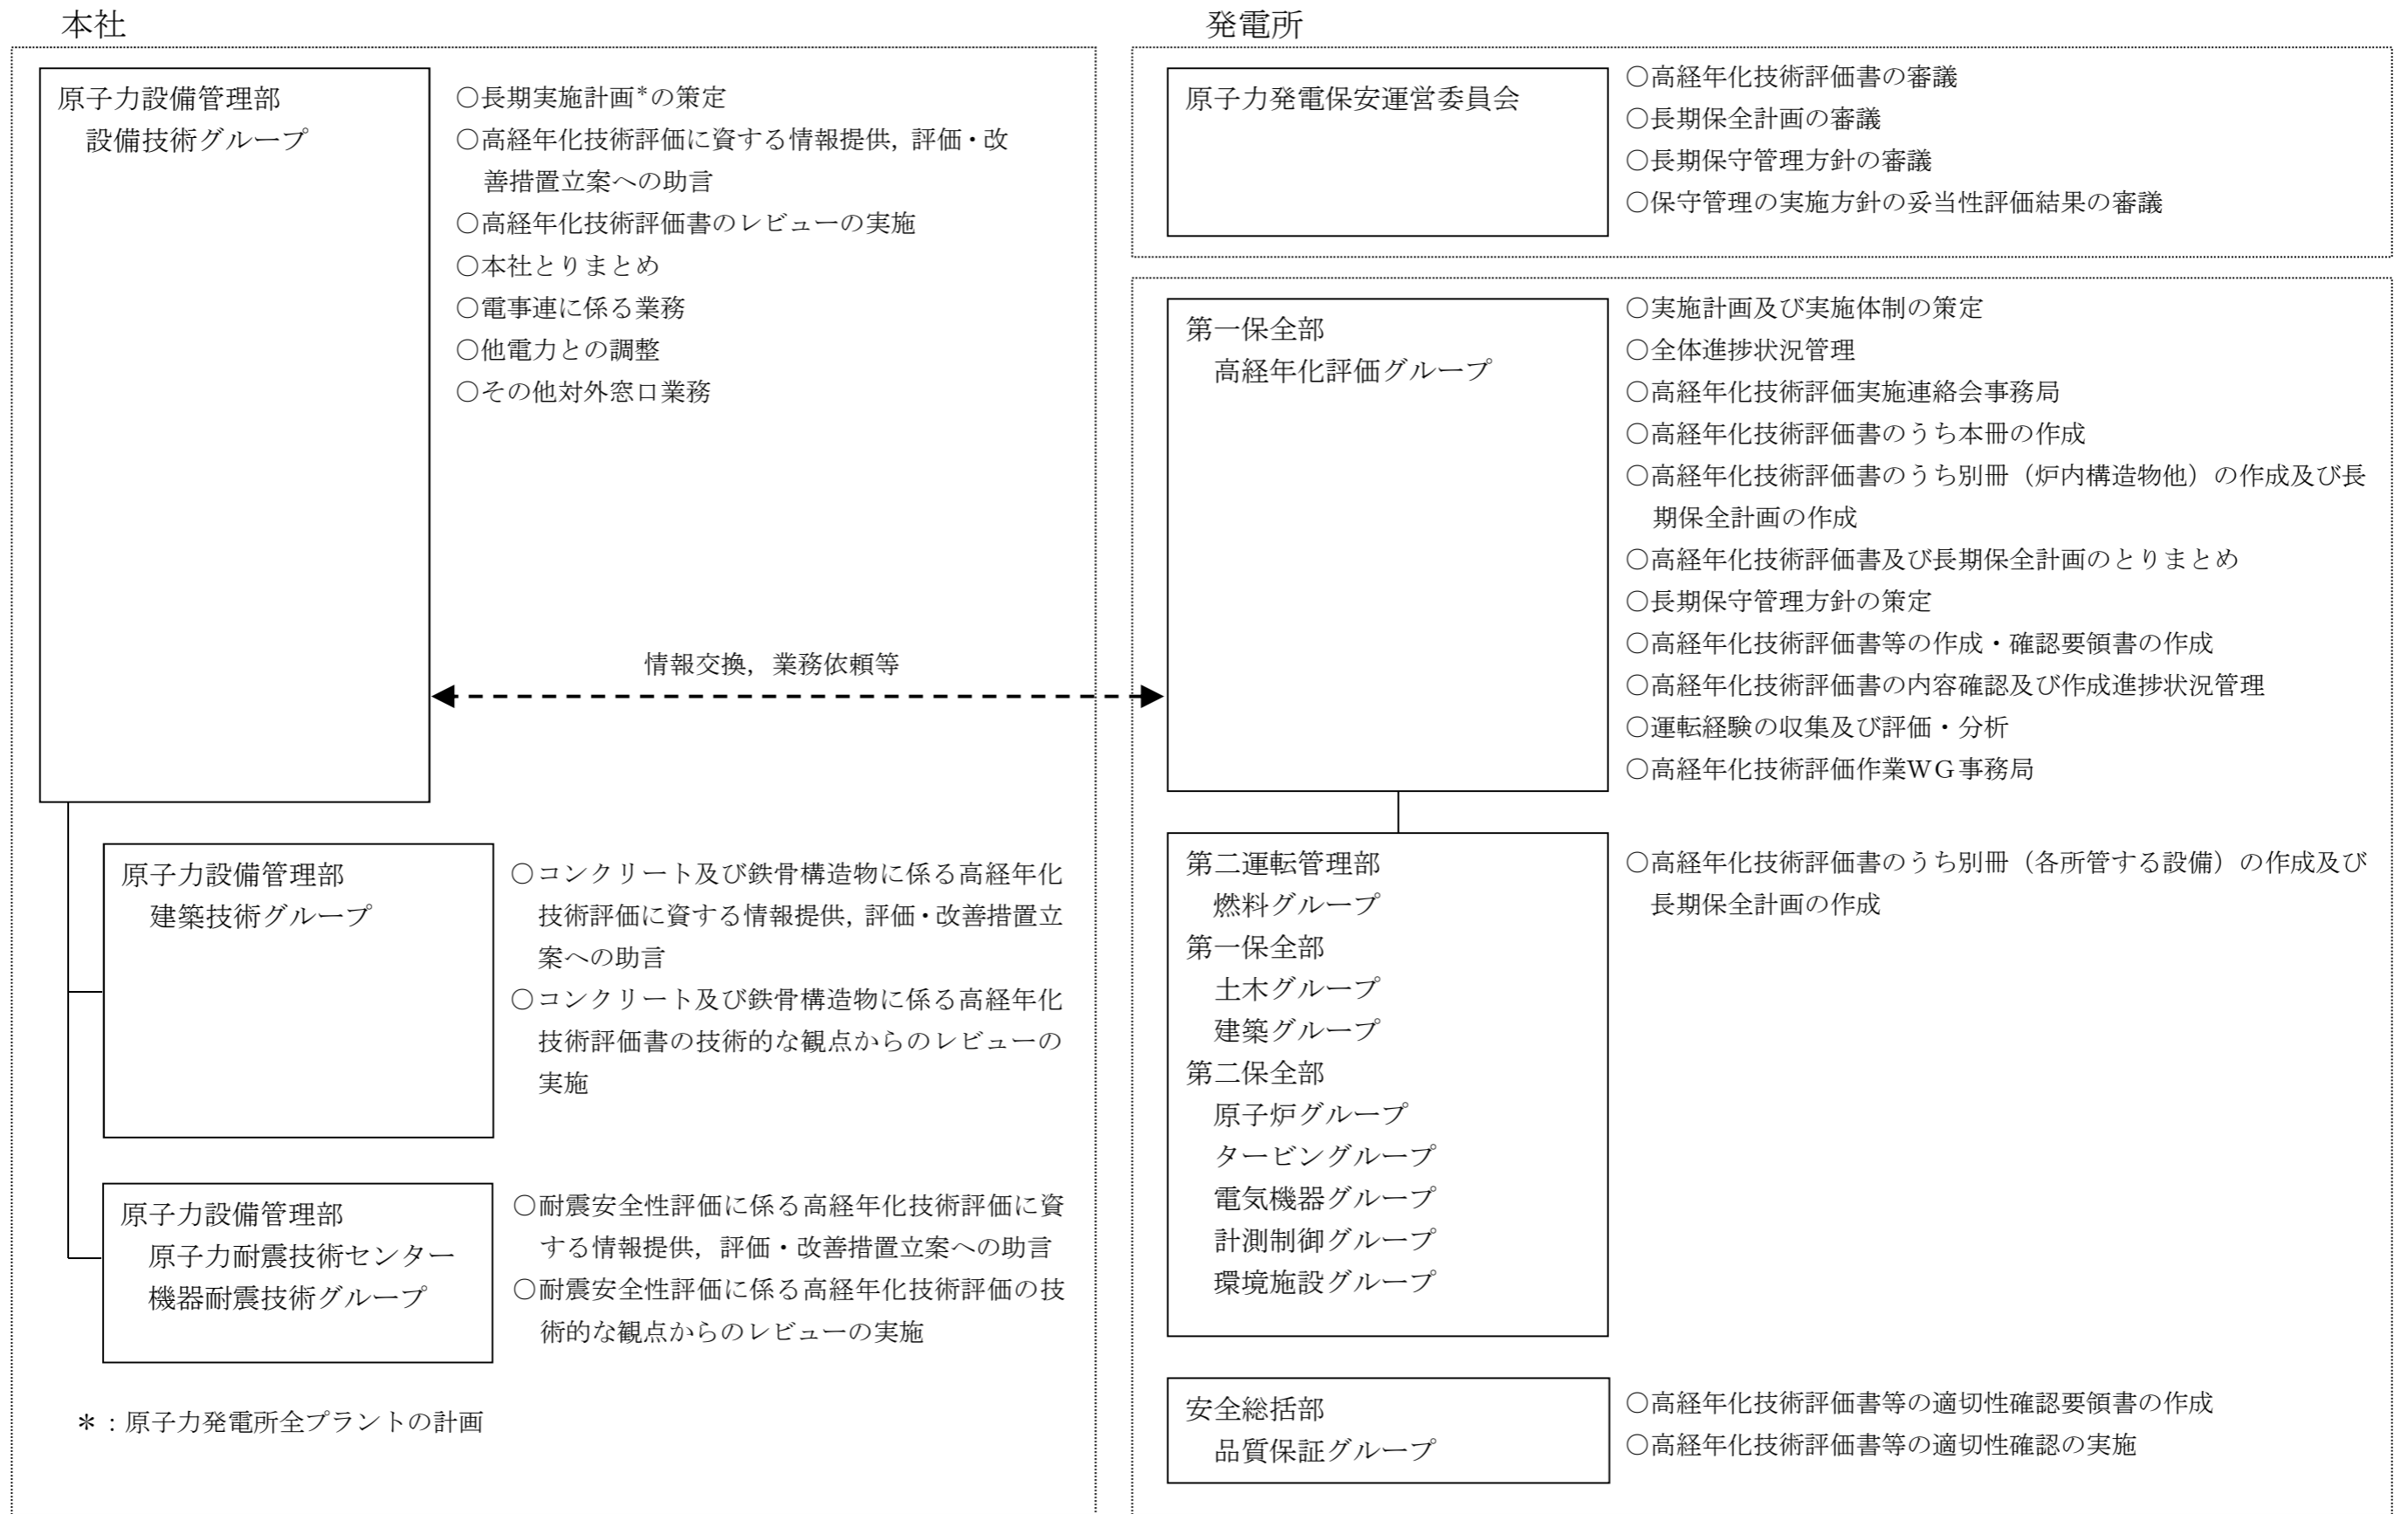 本社
原子力設備管理部
設備技術グループ
○長期実施計画*の策定
○高経年化技術評価に資する情報提供，評価・改
善措置立案への助言
○高経年化技術評価書のレビューの実施
○本社とりまとめ
○電事連に係る業務
○他電力との調整
○その他対外窓口業務
情報交換，業務依頼等
原子力設備管理部
建築技術グループ
○コンクリート及び鉄骨構造物に係る高経年化
技術評価に資する情報提供，評価・改善措置立
案への助言
○コンクリート及び鉄骨構造物に係る高経年化
技術評価書の技術的な観点からのレビューの
実施
原子力設備管理部
原子力耐震技術センター
機器耐震技術グループ
○耐震安全性評価に係る高経年化技術評価に資
する情報提供，評価・改善措置立案への助言
○耐震安全性評価に係る高経年化技術評価の技
術的な観点からのレビューの実施
＊：原子力発電所全プラントの計画
発電所
原子力発電保安運営委員会
○高経年化技術評価書の審議
○長期保全計画の審議
○長期保守管理方針の審議
○保守管理の実施方針の妥当性評価結果の審議
第一保全部
高経年化評価グループ
○実施計画及び実施体制の策定
○全体進捗状況管理
○高経年化技術評価実施連絡会事務局
○高経年化技術評価書のうち本冊の作成
○高経年化技術評価書のうち別冊（炉内構造物他）の作成及び長
期保全計画の作成
○高経年化技術評価書及び長期保全計画のとりまとめ
○長期保守管理方針の策定
○高経年化技術評価書等の作成・確認要領書の作成
○高経年化技術評価書の内容確認及び作成進捗状況管理
○運転経験の収集及び評価・分析
○高経年化技術評価作業ＷＧ事務局
第二運転管理部
燃料グループ
第一保全部
土木グループ
建築グループ
第二保全部
原子炉グループ
タービングループ
電気機器グループ
計測制御グループ
環境施設グループ
○高経年化技術評価書のうち別冊（各所管する設備）の作成及び
長期保全計画の作成
安全総括部
品質保証グループ
○高経年化技術評価書等の適切性確認要領書の作成
○高経年化技術評価書等の適切性確認の実施